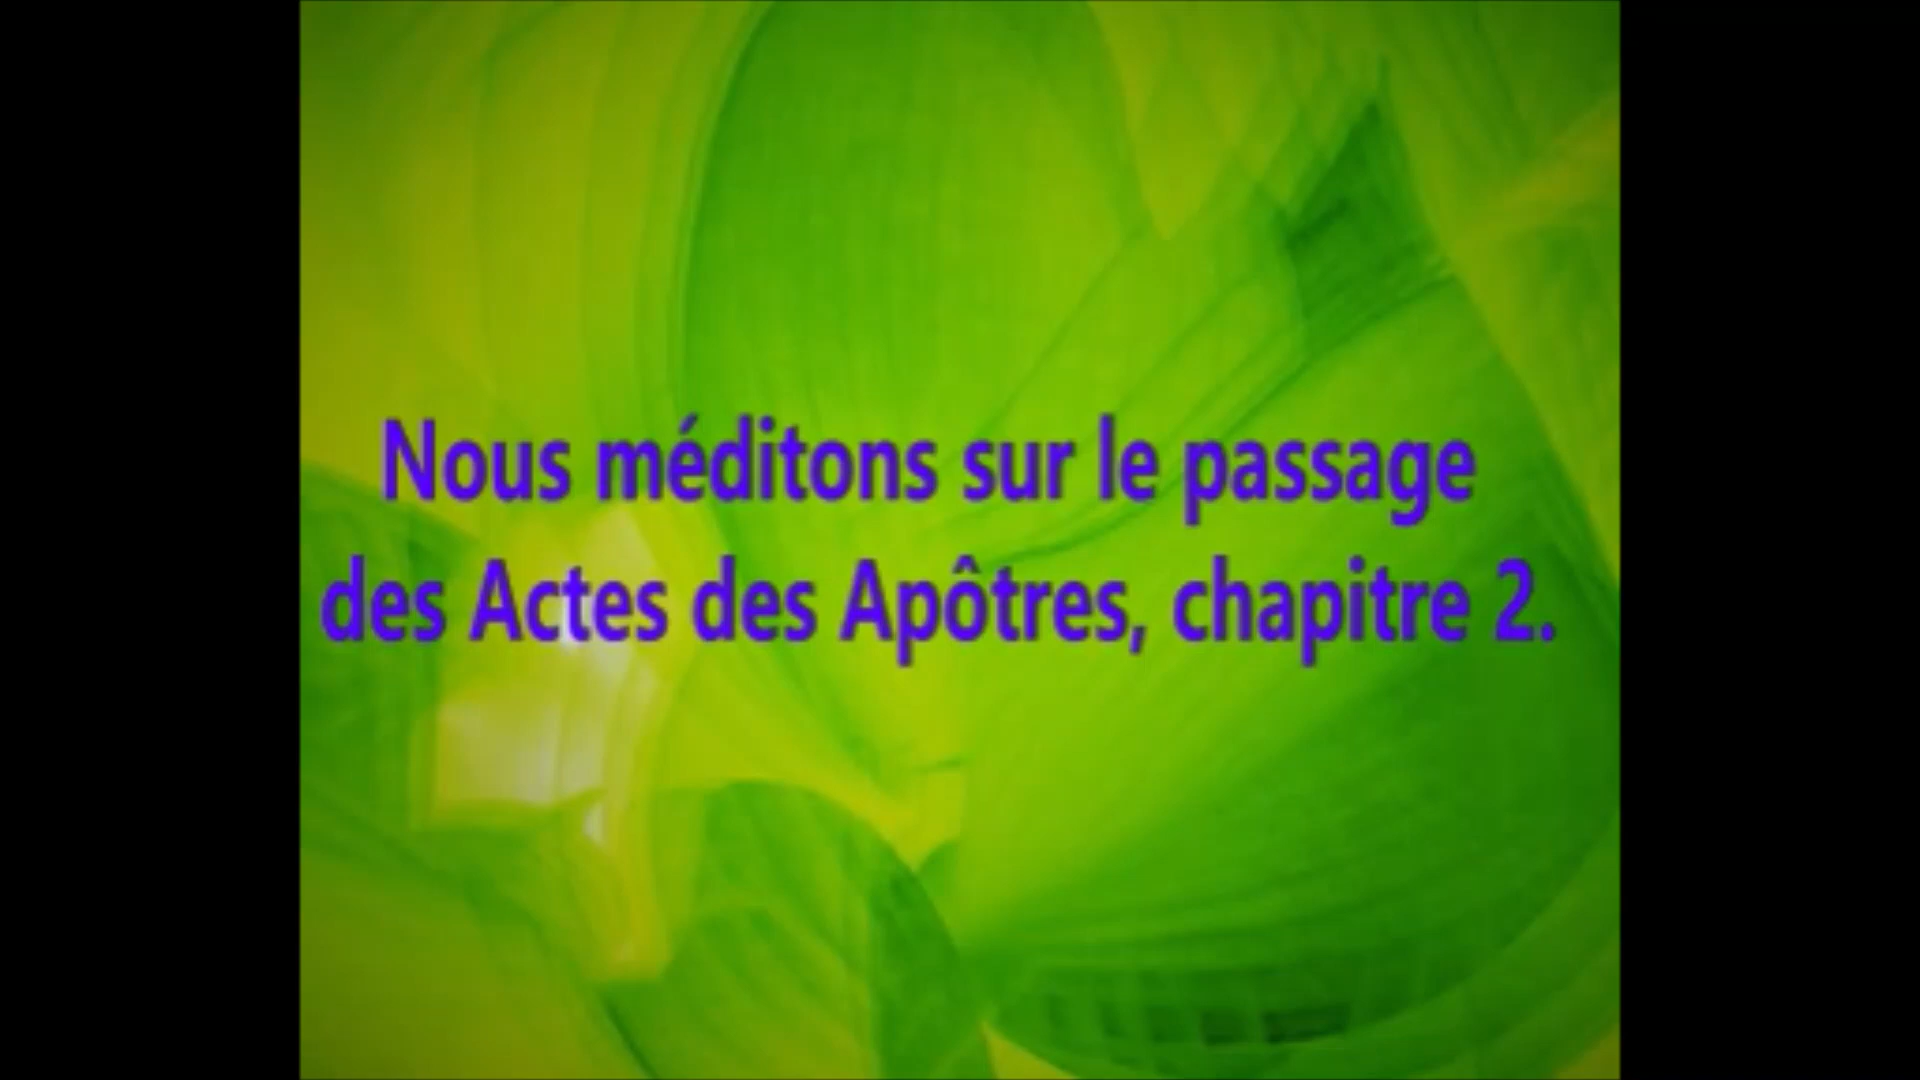 Nous méditons sur le passage
des Actes des Apôtres, chapitre 2.